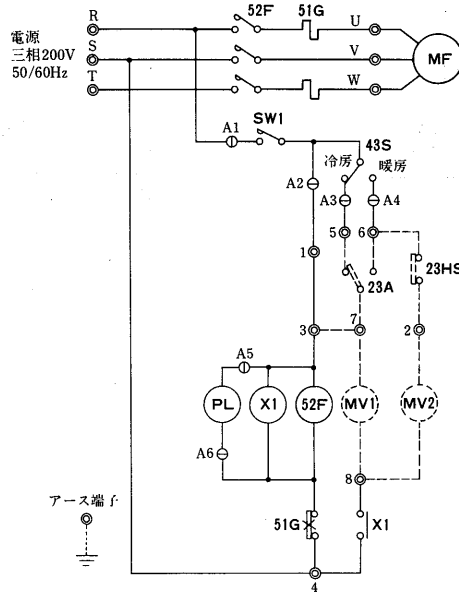 電源
三相200V
50/60Hz
R
S
T
52F
51G
U
V
W
MF
A1
SW1
43S
冷房
暖房
A2
A3
A4
5
6
1
23A
23HS
3
7
2
A5
PL
X1
52F
MV1
MV2
A6
8
アース端子
51G
X1
4